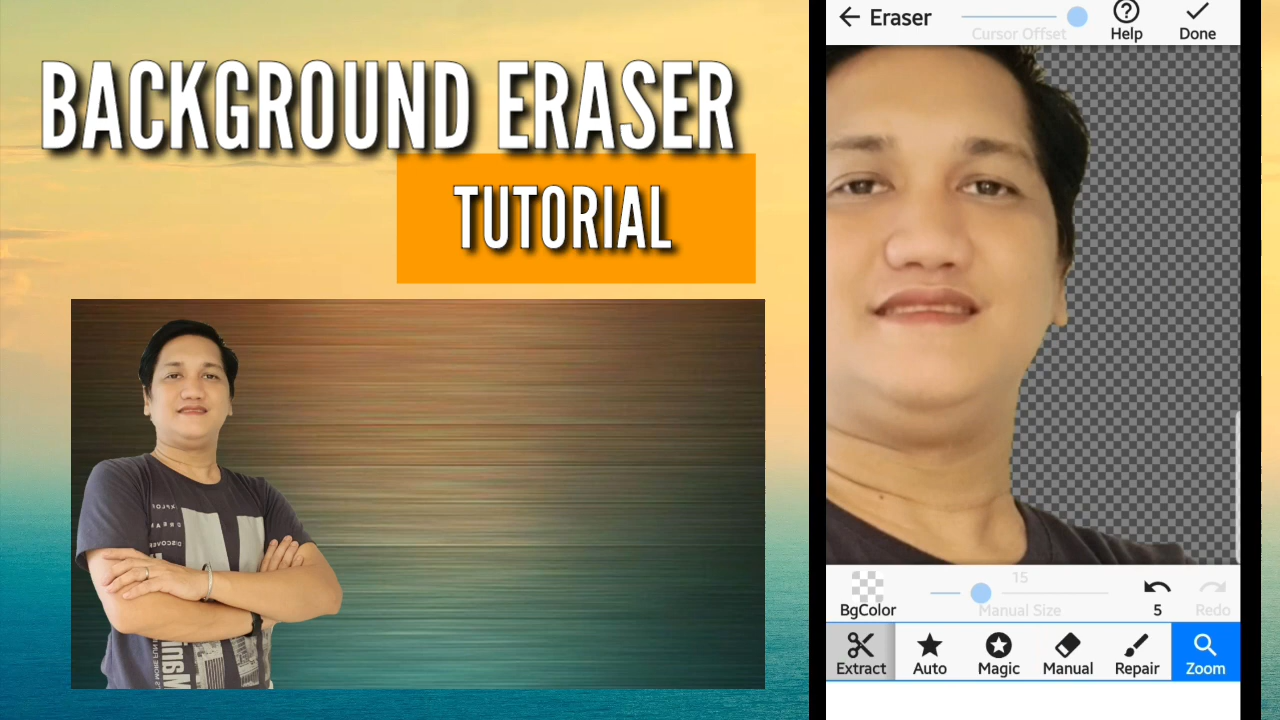 BACKGROUND ERASER
TUTORIAL
Eraser
Cursor Offset
Help
Done
15
BgColor
Manual Size
5
Redo
Extract
Auto
Magic
Manual
Repair
Zoom